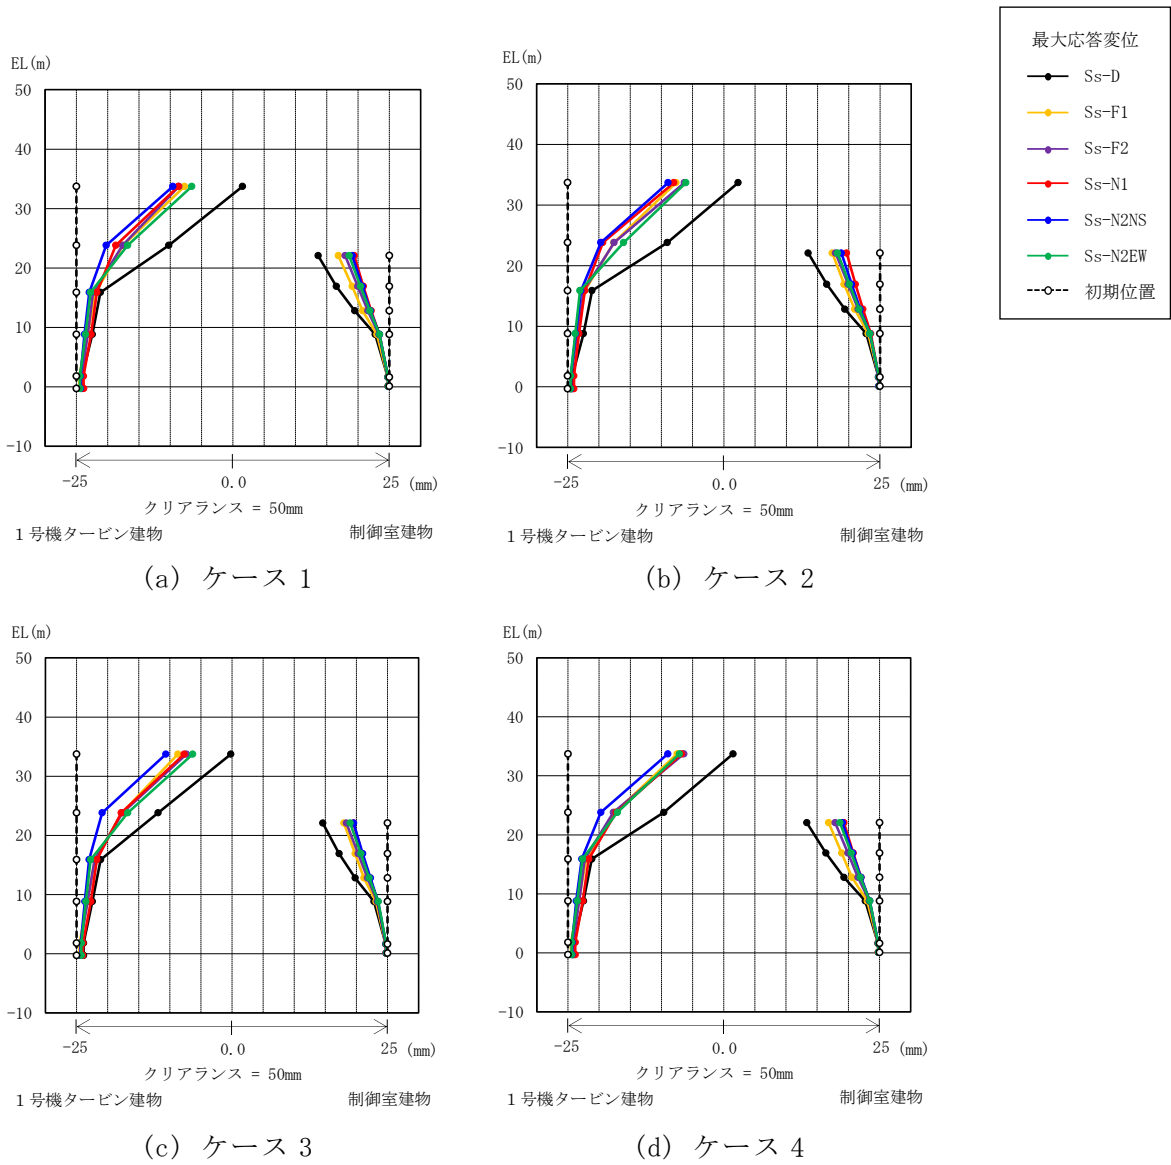 最大応答変位
Ss-D
Ss-F1
Ss-F2
Ss-N1
Ss-N2NS
Ss-N2EW
初期位置
EL(m)
50
40
30
20
10
0
-10
-25
0.0
25 (mm)
クリアランス = 50mm
1号機タービン建物
制御室建物
(a) ケース 1
EL(m)
50
40
30
20
10
0
-10
-25
0.0
25 (mm)
クリアランス = 50mm
1号機タービン建物
制御室建物
(b) ケース 2
EL(m)
50
40
30
20
10
0
-10
-25
0.0
25 (mm)
クリアランス = 50mm
1号機タービン建物
制御室建物
(c) ケース 3
EL(m)
50
40
30
20
10
0
-10
-25
0.0
25 (mm)
クリアランス = 50mm
1号機タービン建物
制御室建物
(d) ケース 4